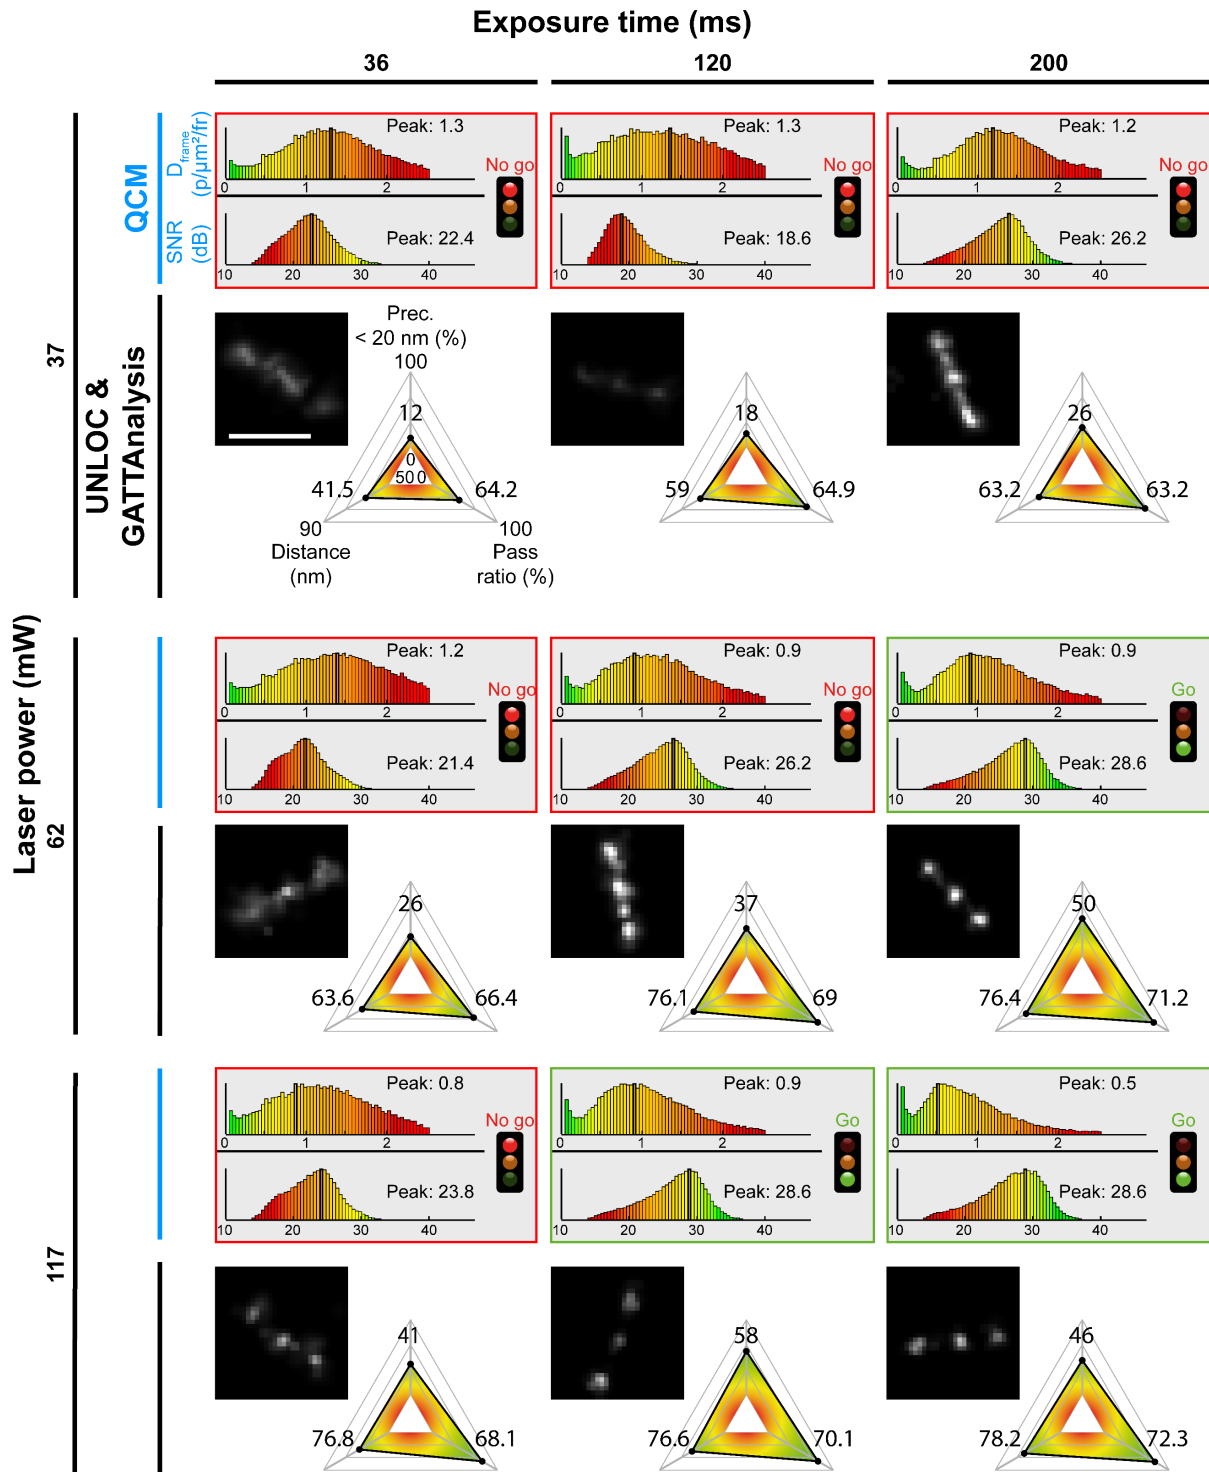 Exposure time (ms)
36 120 200
Laser power (mW)
37
QCM
D_frame (p/µm²/fr)
Peak: 1.3
No go
0 1 2
SNR (dB)
Peak: 22.4
10 20 30 40
Peak: 1.3
No go
0 1 2
Peak: 18.6
10 20 30 40
Peak: 1.2
No go
0 1 2
Peak: 26.2
10 20 30 40
UNLOC &
GATTAnalysis
Prec.
< 20 nm (%)
100
12
0
50 0
41.5 64.2
90 100
Distance
(nm)
Pass
ratio (%)
18
59 64.9
26
63.2 63.2
62
Peak: 1.2
No go
0 1 2
Peak: 21.4
10 20 30 40
Peak: 0.9
No go
0 1 2
Peak: 26.2
10 20 30 40
Peak: 0.9
Go
0 1 2
Peak: 28.6
10 20 30 40
26
63.6 66.4
37
76.1 69
50
76.4 71.2
117
Peak: 0.8
No go
0 1 2
Peak: 23.8
10 20 30 40
Peak: 0.9
Go
0 1 2
Peak: 28.6
10 20 30 40
Peak: 0.5
Go
0 1 2
Peak: 28.6
10 20 30 40
41
76.8 68.1
58
76.6 70.1
46
78.2 72.3